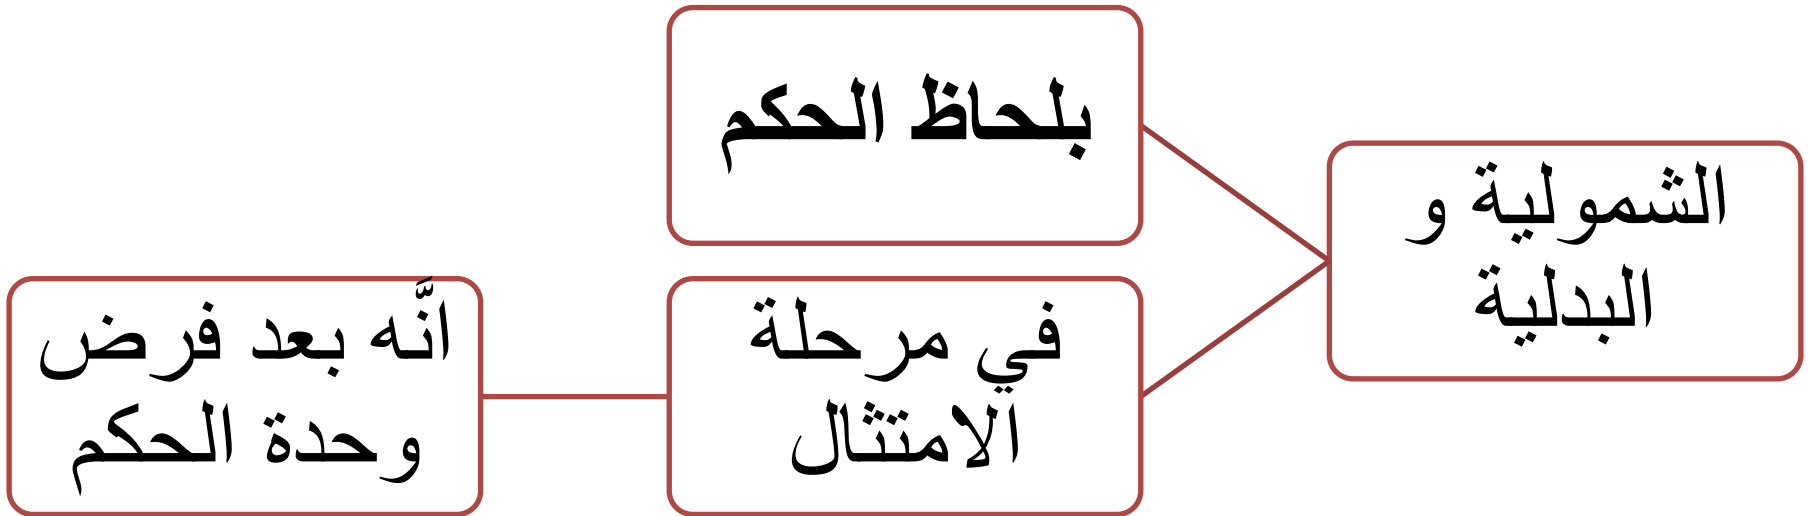 الشمولية و
البدلية
بلحاظ الحكم
في مرحلة
الامتثال
انَّه بعد فرض
وحدة الحكم